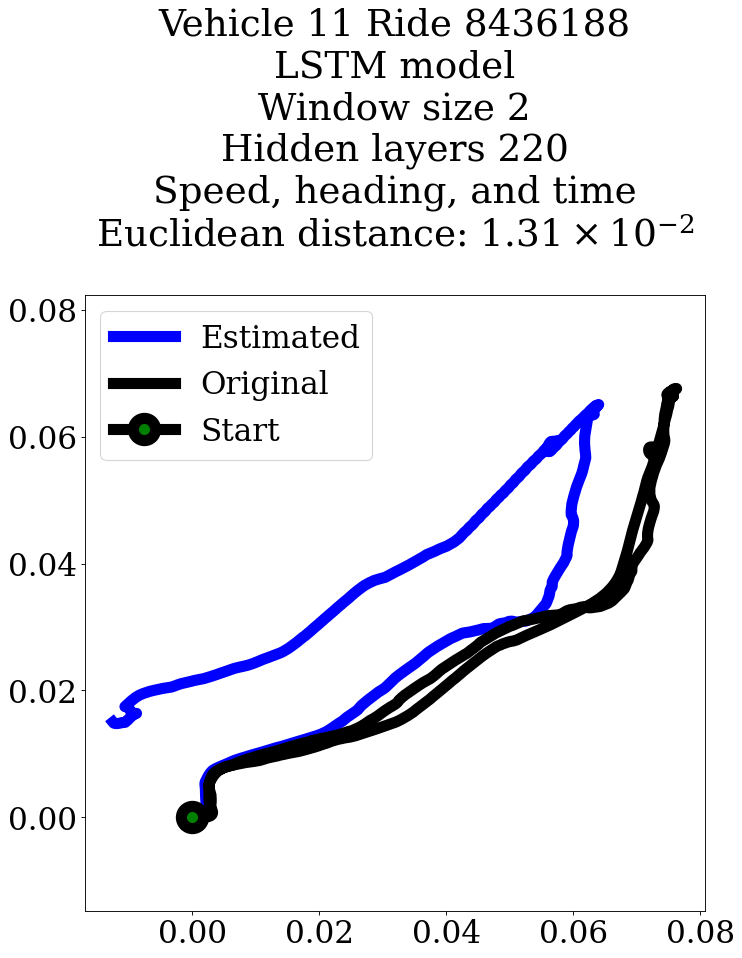 Vehicle 11 Ride 8436188
LSTM model
Window size 2
Hidden layers 220
Speed, heading, and time
Euclidean distance: 1.31 × 10⁻²
0.08
0.06
0.04
0.02
0.00
Estimated
Original
Start
0.00 0.02 0.04 0.06 0.08